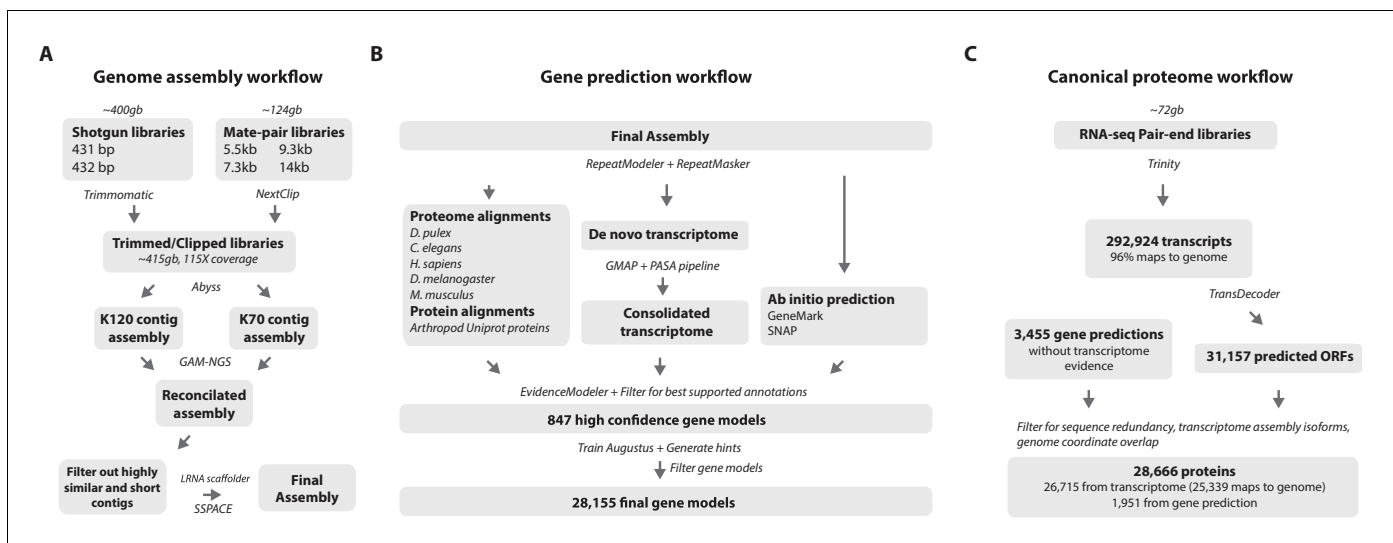 A
Genome assembly workflow
~400gb
~124gb
Shotgun libraries
431 bp
432 bp
Mate-pair libraries
5.5kb 9.3kb
7.3kb 14kb
Trimmomatic
NextClip
Trimmed/Clipped libraries
~415gb, 115X coverage
Abyss
K120 contig
assembly
K70 contig
assembly
GAM-NGS
Reconcilated
assembly
Filter out highly
similar and short
contigs
LRNA scaffolder
SSPACE
Final
Assembly
B
Gene prediction workflow
Final Assembly
RepeatModeler + RepeatMasker
Proteome alignments
D. pulex
C. elegans
H. sapiens
D. melanogaster
M. musculus
Protein alignments
Arthropod Uniprot proteins
De novo transcriptome
GMAP + PASA pipeline
Consolidated
transcriptome
Ab initio prediction
GeneMark
SNAP
EvidenceModeler + Filter for best supported annotations
847 high confidence gene models
Train Augustus + Generate hints
Filter gene models
28,155 final gene models
C
Canonical proteome workflow
~72gb
RNA-seq Pair-end libraries
Trinity
292,924 transcripts
96% maps to genome
TransDecoder
3,455 gene predictions
without transcriptome
evidence
31,157 predicted ORFs
Filter for sequence redundancy, transcriptome assembly isoforms,
genome coordinate overlap
28,666 proteins
26,715 from transcriptome (25,339 maps to genome)
1,951 from gene prediction